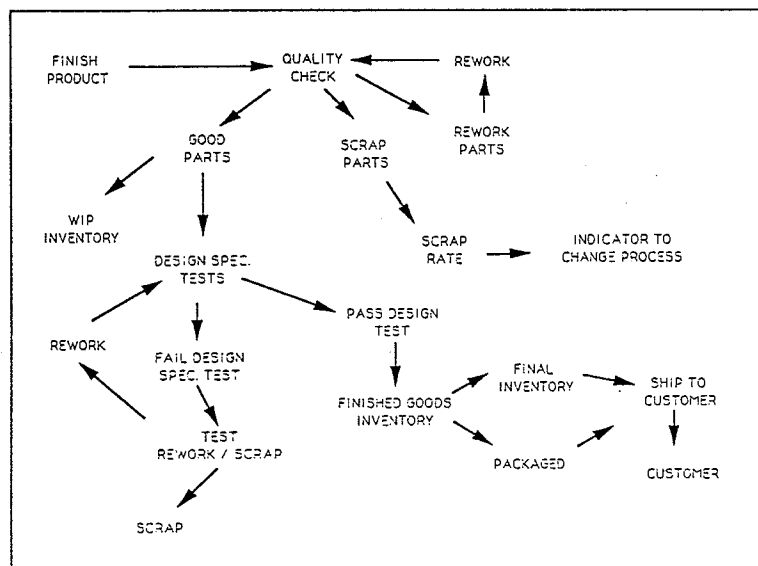 FINISH
PRODUCT
QUALITY
CHECK
REWORK
GOOD
PARTS
SCRAP
PARTS
REWORK
PARTS
WIP
INVENTORY
SCRAP
RATE
INDICATOR TO
CHANGE PROCESS
DESIGN SPEC.
TESTS
PASS DESIGN
TEST
REWORK
FAIL DESIGN
SPEC. TEST
FINAL
INVENTORY
SHIP TO
CUSTOMER
FINISHED GOODS
INVENTORY
TEST
REWORK / SCRAP
PACKAGED
CUSTOMER
SCRAP